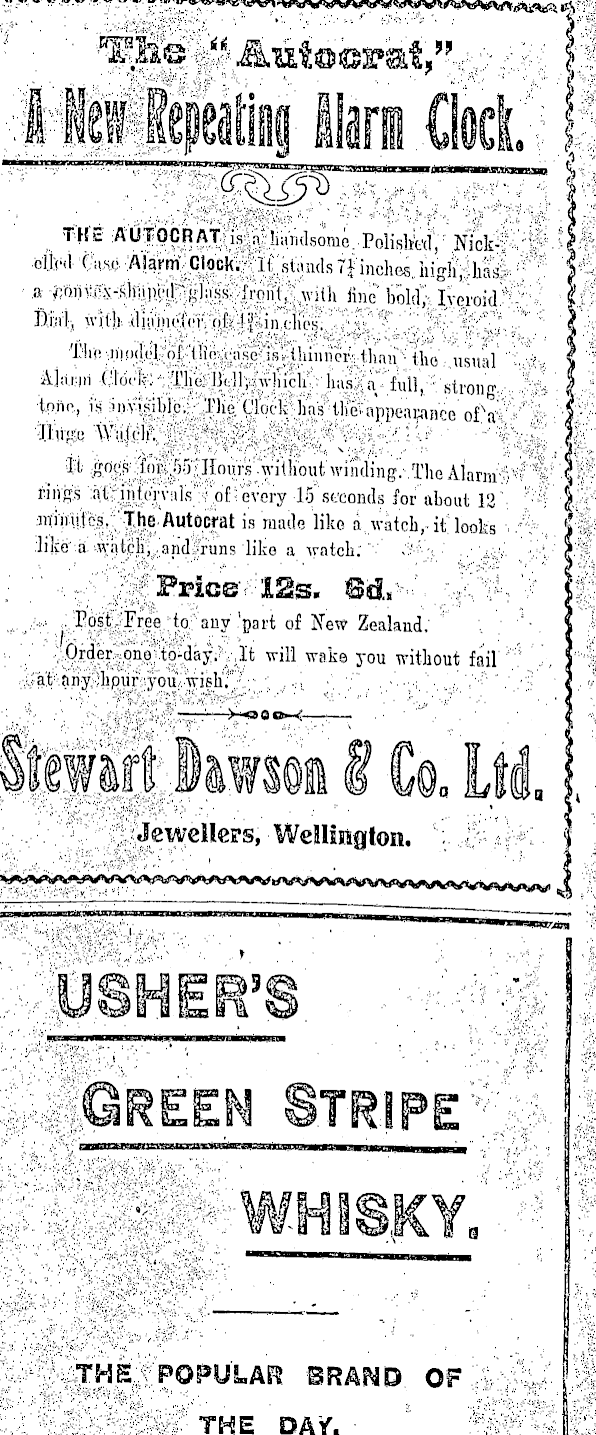 The "Autocrat,"
A New Repeating Alarm Clock.
THE AUTOCRAT is a handsome Polished, Nick-
elled Case Alarm Clock. It stands 7¼ inches high, has
a convex-shaped glass front, with fine bold, Iveroid
Dial, with diameter of inches.
The model of the case is thinner than the usual
Alarm Clock. The Bell, which has a full, strong
tone, is invisible. The Clock has the appearance of a
Huge Watch.
It goes for 55 Hours without winding. The Alarm
rings at intervals of every 15 seconds for about 12
minutes. The Autocrat is made like a watch, it looks
like a watch, and runs like a watch.
Price 12s. 6d.
Post Free to any part of New Zealand.
Order one to-day. It will wake you without fail
at any hour you wish.
Stewart Dawson & Co. Ltd.
Jewellers, Wellington.
USHER'S
GREEN STRIPE
WHISKY.
THE POPULAR BRAND OF
THE DAY.